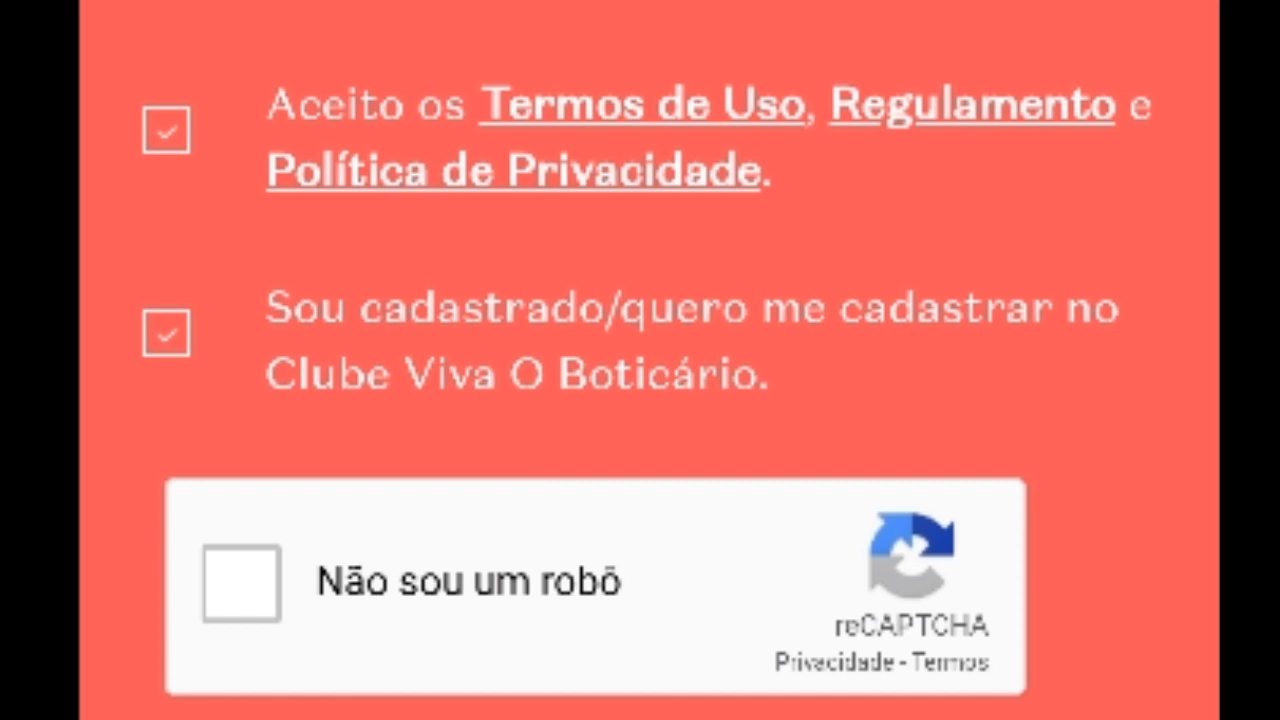 Aceito os Termos de Uso, Regulamento e
Política de Privacidade.
Sou cadastrado/quero me cadastrar no
Clube Viva O Boticário.
Não sou um robô
reCAPTCHA
Privacidade - Termos